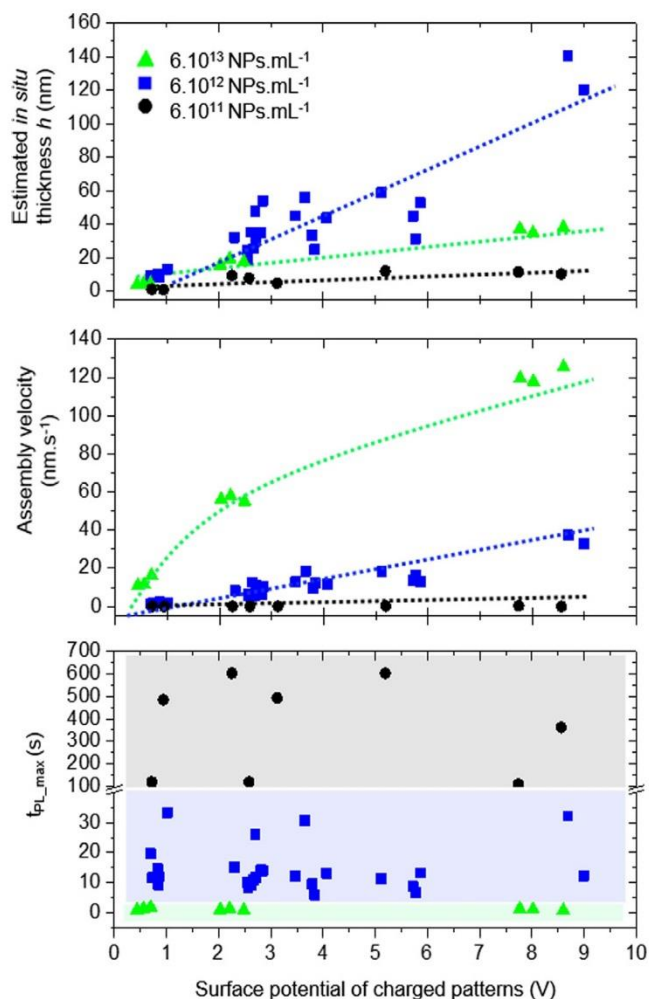 Estimated in situ
thickness h (nm)
160
140
120
100
80
60
40
20
0
6.10¹³ NPs.mL⁻¹
6.10¹² NPs.mL⁻¹
6.10¹¹ NPs.mL⁻¹
Assembly velocity
(nm.s⁻¹)
140
120
100
80
60
40
20
0
tPL_max (s)
700
600
500
400
300
200
100
30
20
10
0
0 1 2 3 4 5 6 7 8 9 10
Surface potential of charged patterns (V)